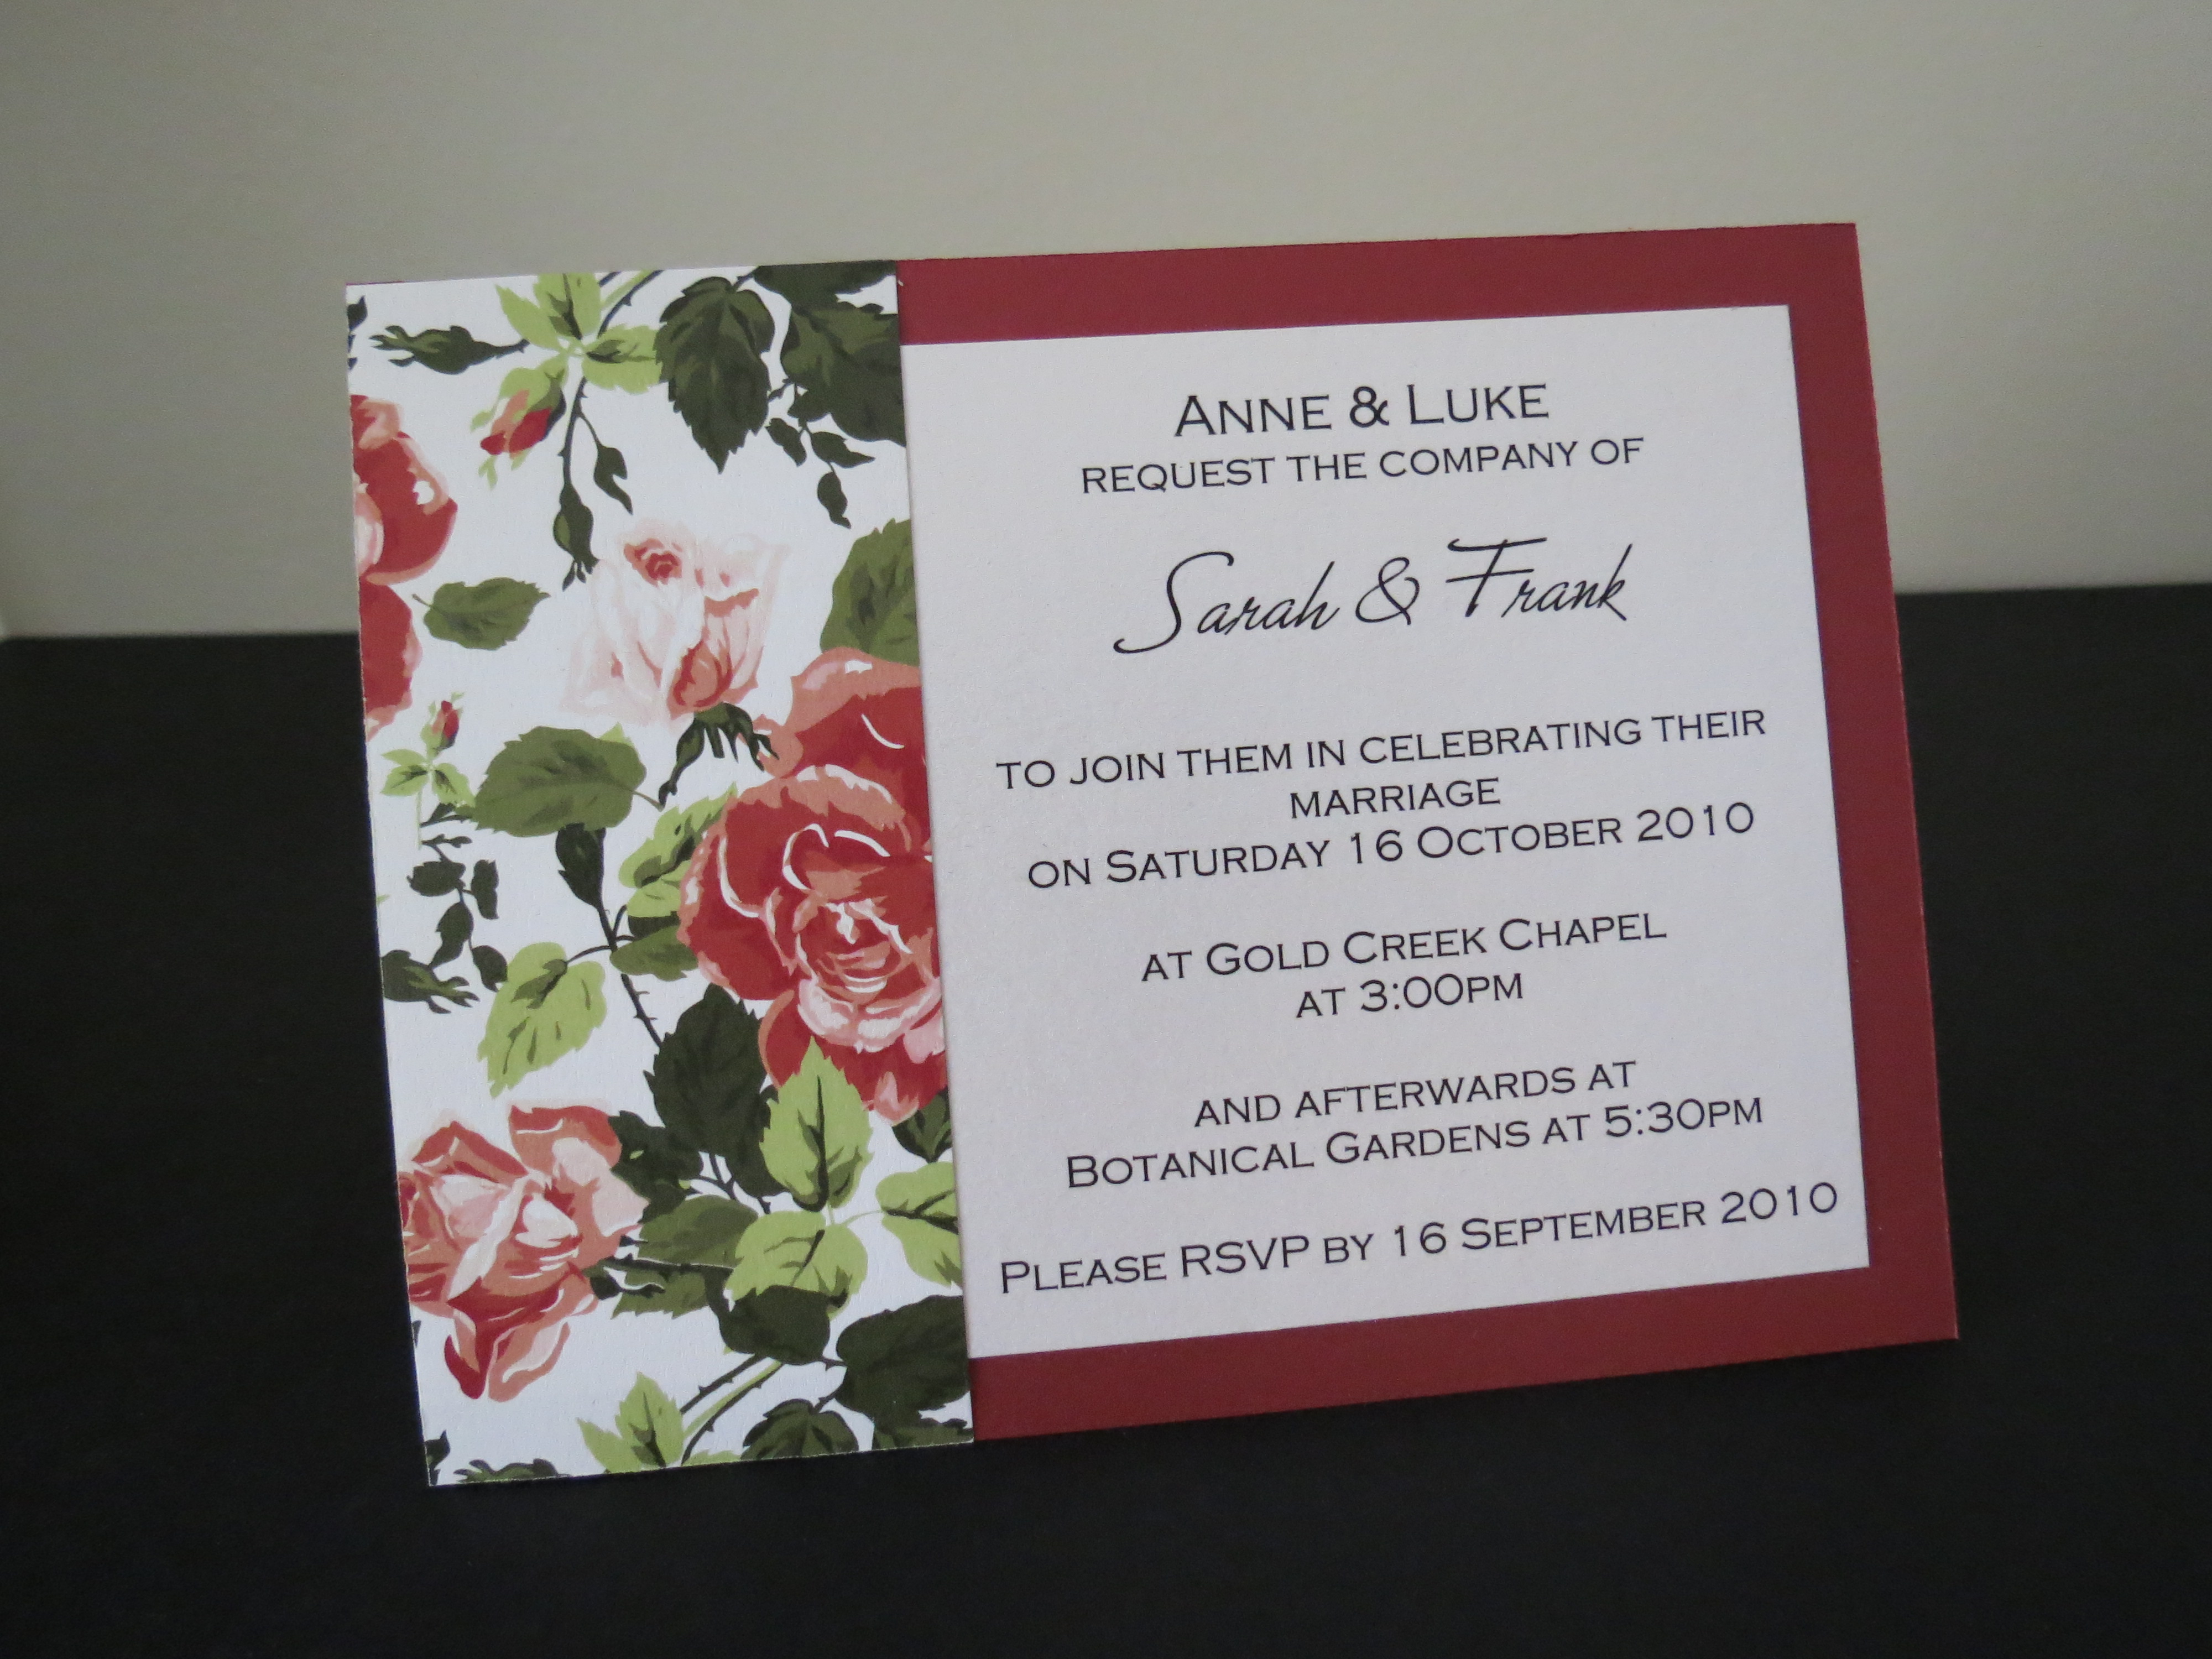 Anne & Luke
request the company of
Sarah & Frank
to join them in celebrating their
marriage
on Saturday 16 October 2010
at Gold Creek Chapel
at 3:00pm
and afterwards at
Botanical Gardens at 5:30pm
Please RSVP by 16 September 2010